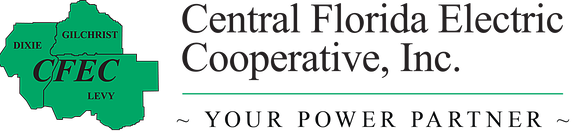 GILCHRIST
DIXIE
CFEC
LEVY
Central Florida Electric
Cooperative, Inc.
~ YOUR POWER PARTNER ~